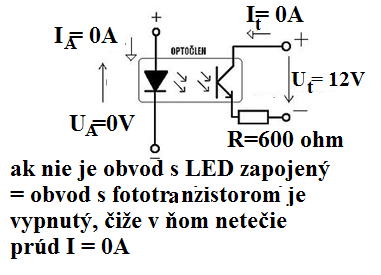 I_A= 0A
I_t= 0A
+
+
OPTOČLEN
U_t= 12V
U_A=0V
–
–
R=600 ohm
ak nie je obvod s LED zapojený
= obvod s fototranzistorom je
vypnutý, čiže v ňom netečie
prúd I = 0A